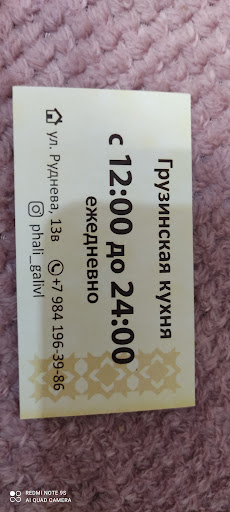 Грузинская кухня
с 12:00 до 24:00
ежедневно
ул. Руднева, 13в +7 984 196-39-86
phali_galivl
REDMI NOTE 9S
AI QUAD CAMERA